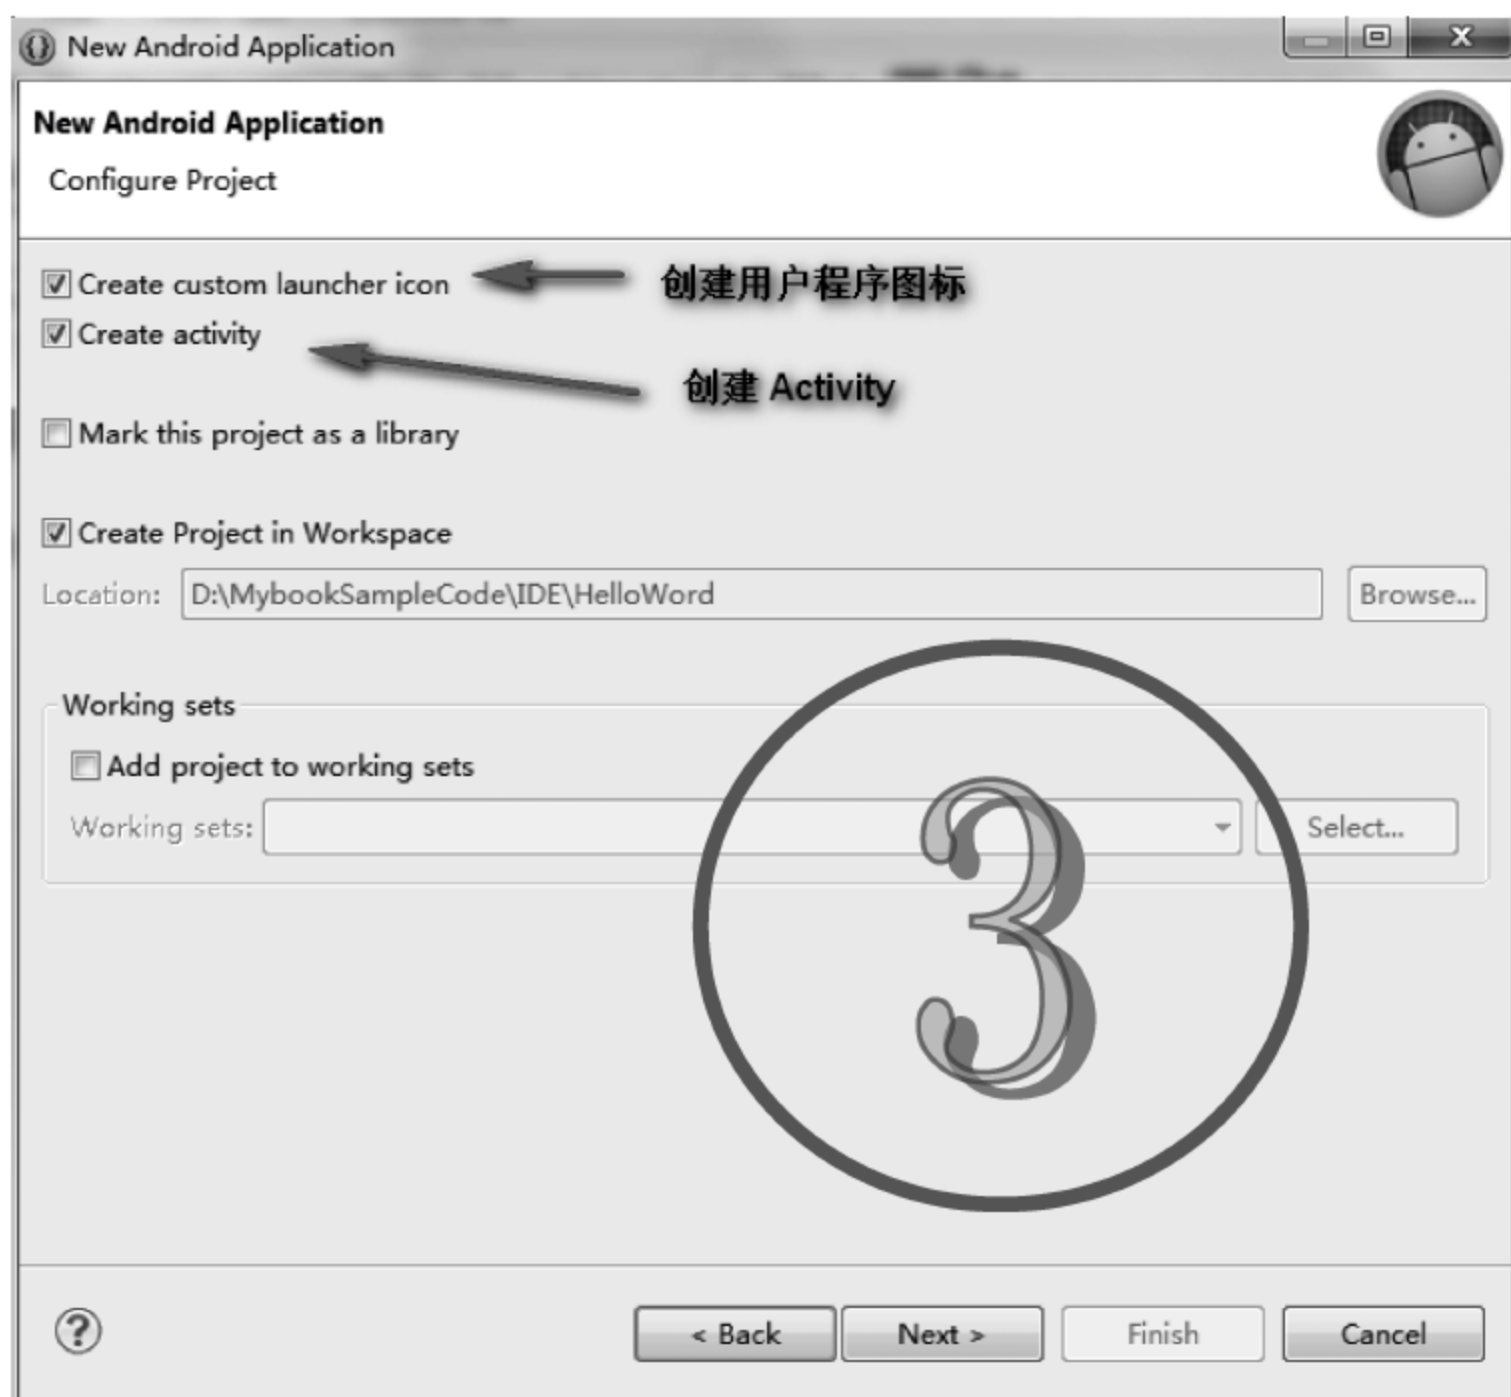 New Android Application
New Android Application
Configure Project
Create custom launcher icon
创建用户程序图标
Create activity
创建 Activity
Mark this project as a library
Create Project in Workspace
Location: D:\MybookSampleCode\IDE\HelloWord Browse...
Working sets
Add project to working sets
Working sets: Select...
3
? < Back Next > Finish Cancel